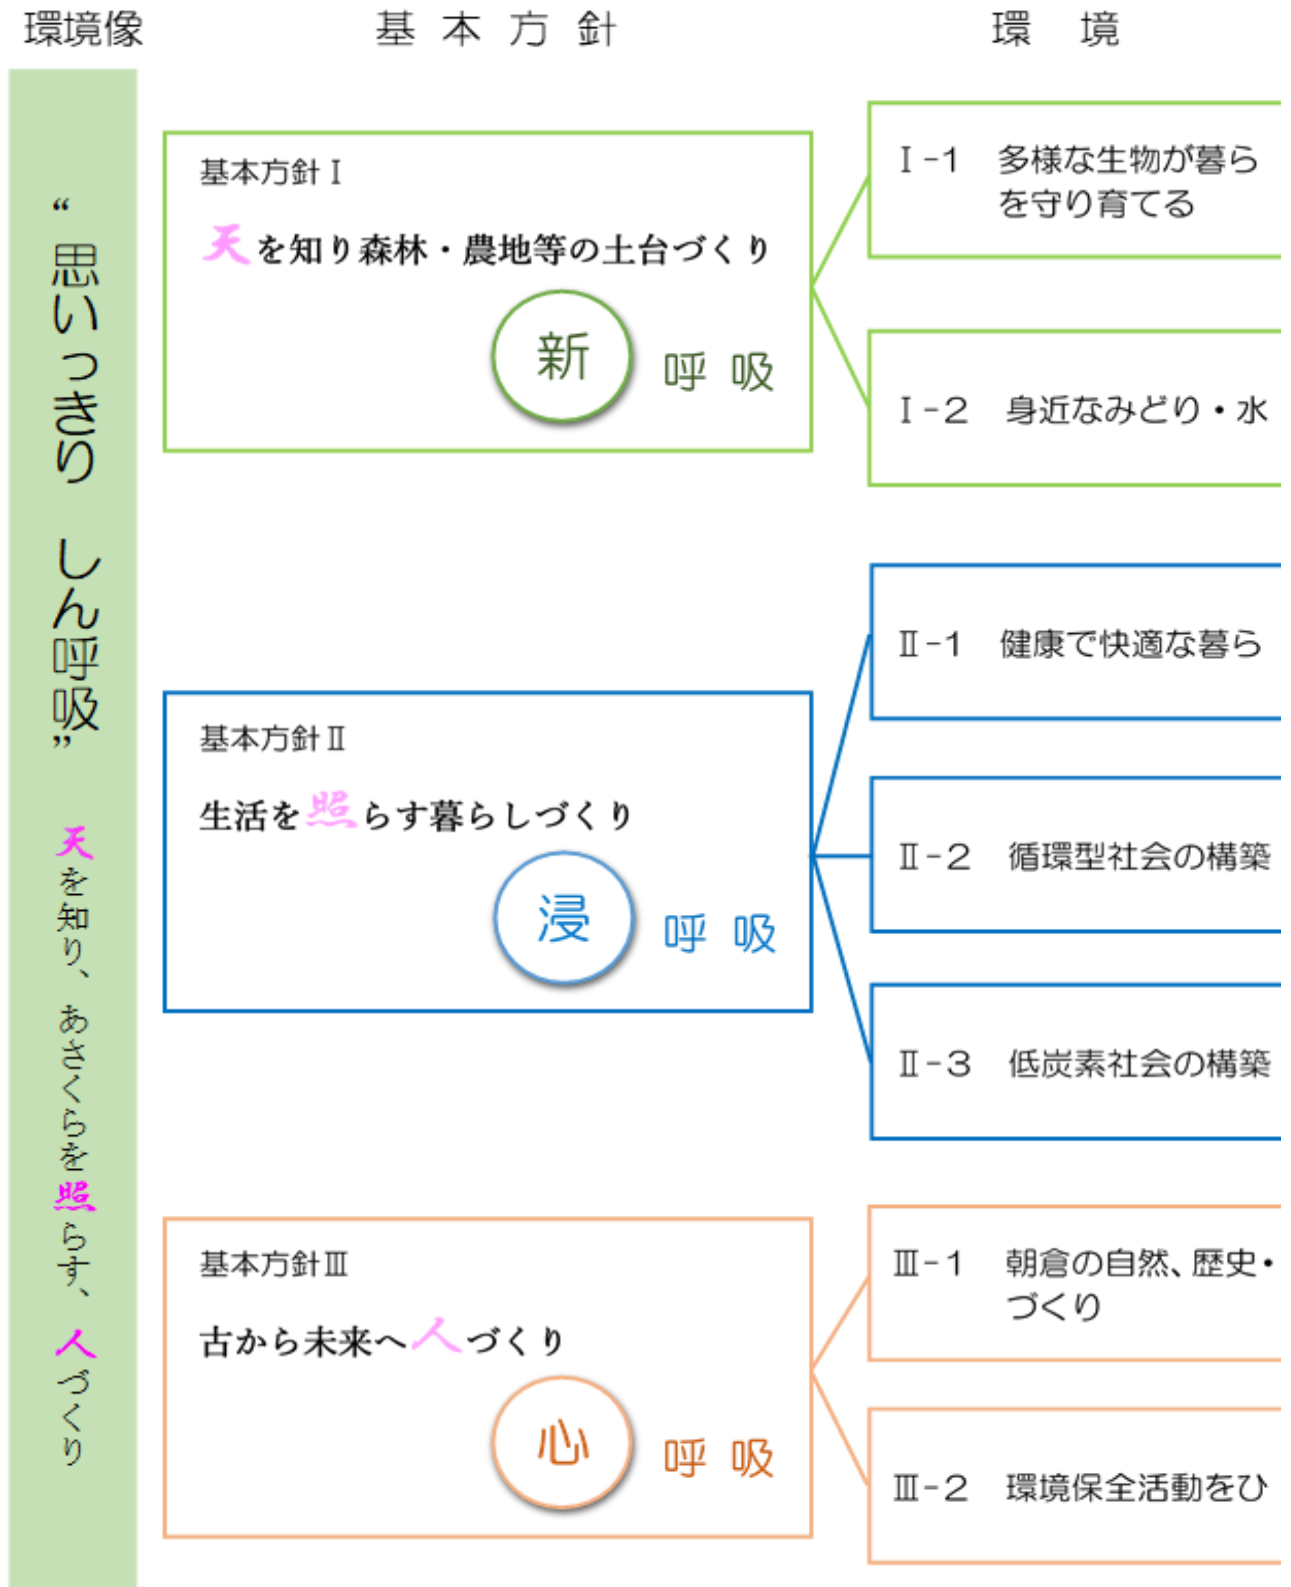 環境像
基本方針
環境
“思いっきり しん呼吸”
天を知り、あさくらを照らす、人づくり
基本方針Ⅰ
天を知り森林・農地等の土台づくり
新 呼吸
Ⅰ-1 多様な生物が暮ら
を守り育てる
Ⅰ-2 身近なみどり・水
基本方針Ⅱ
生活を照らす暮らしづくり
浸 呼吸
Ⅱ-1 健康で快適な暮ら
Ⅱ-2 循環型社会の構築
Ⅱ-3 低炭素社会の構築
基本方針Ⅲ
古から未来へ人づくり
心 呼吸
Ⅲ-1 朝倉の自然、歴史・
づくり
Ⅲ-2 環境保全活動をひ